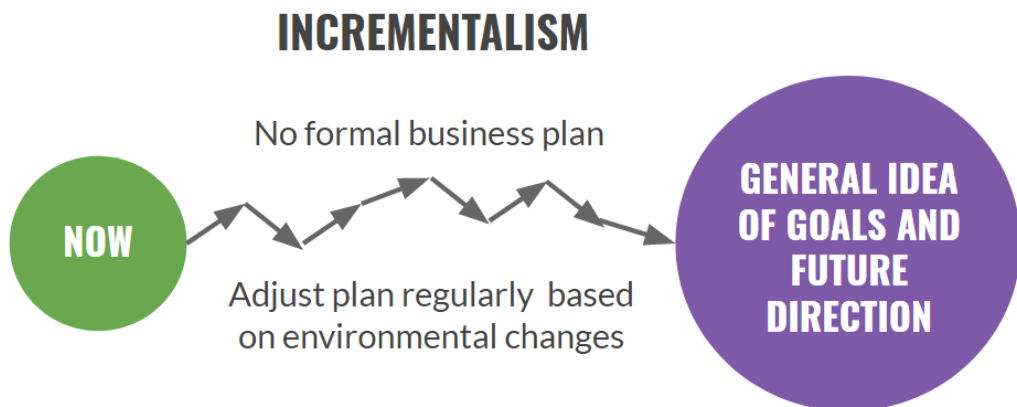 INCREMENTALISM
No formal business plan
NOW
Adjust plan regularly based
on environmental changes
GENERAL IDEA
OF GOALS AND
FUTURE
DIRECTION